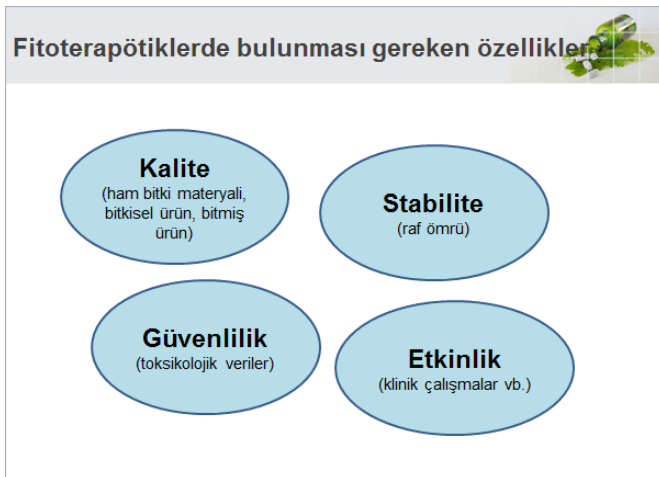 Fitoterapötiklerde bulunması gereken özellikler
Kalite
(ham bitki materyali,
bitkisel ürün, bitmiş
ürün)
Stabilite
(raf ömrü)
Güvenlilik
(toksikolojik veriler)
Etkinlik
(klinik çalışmalar vb.)